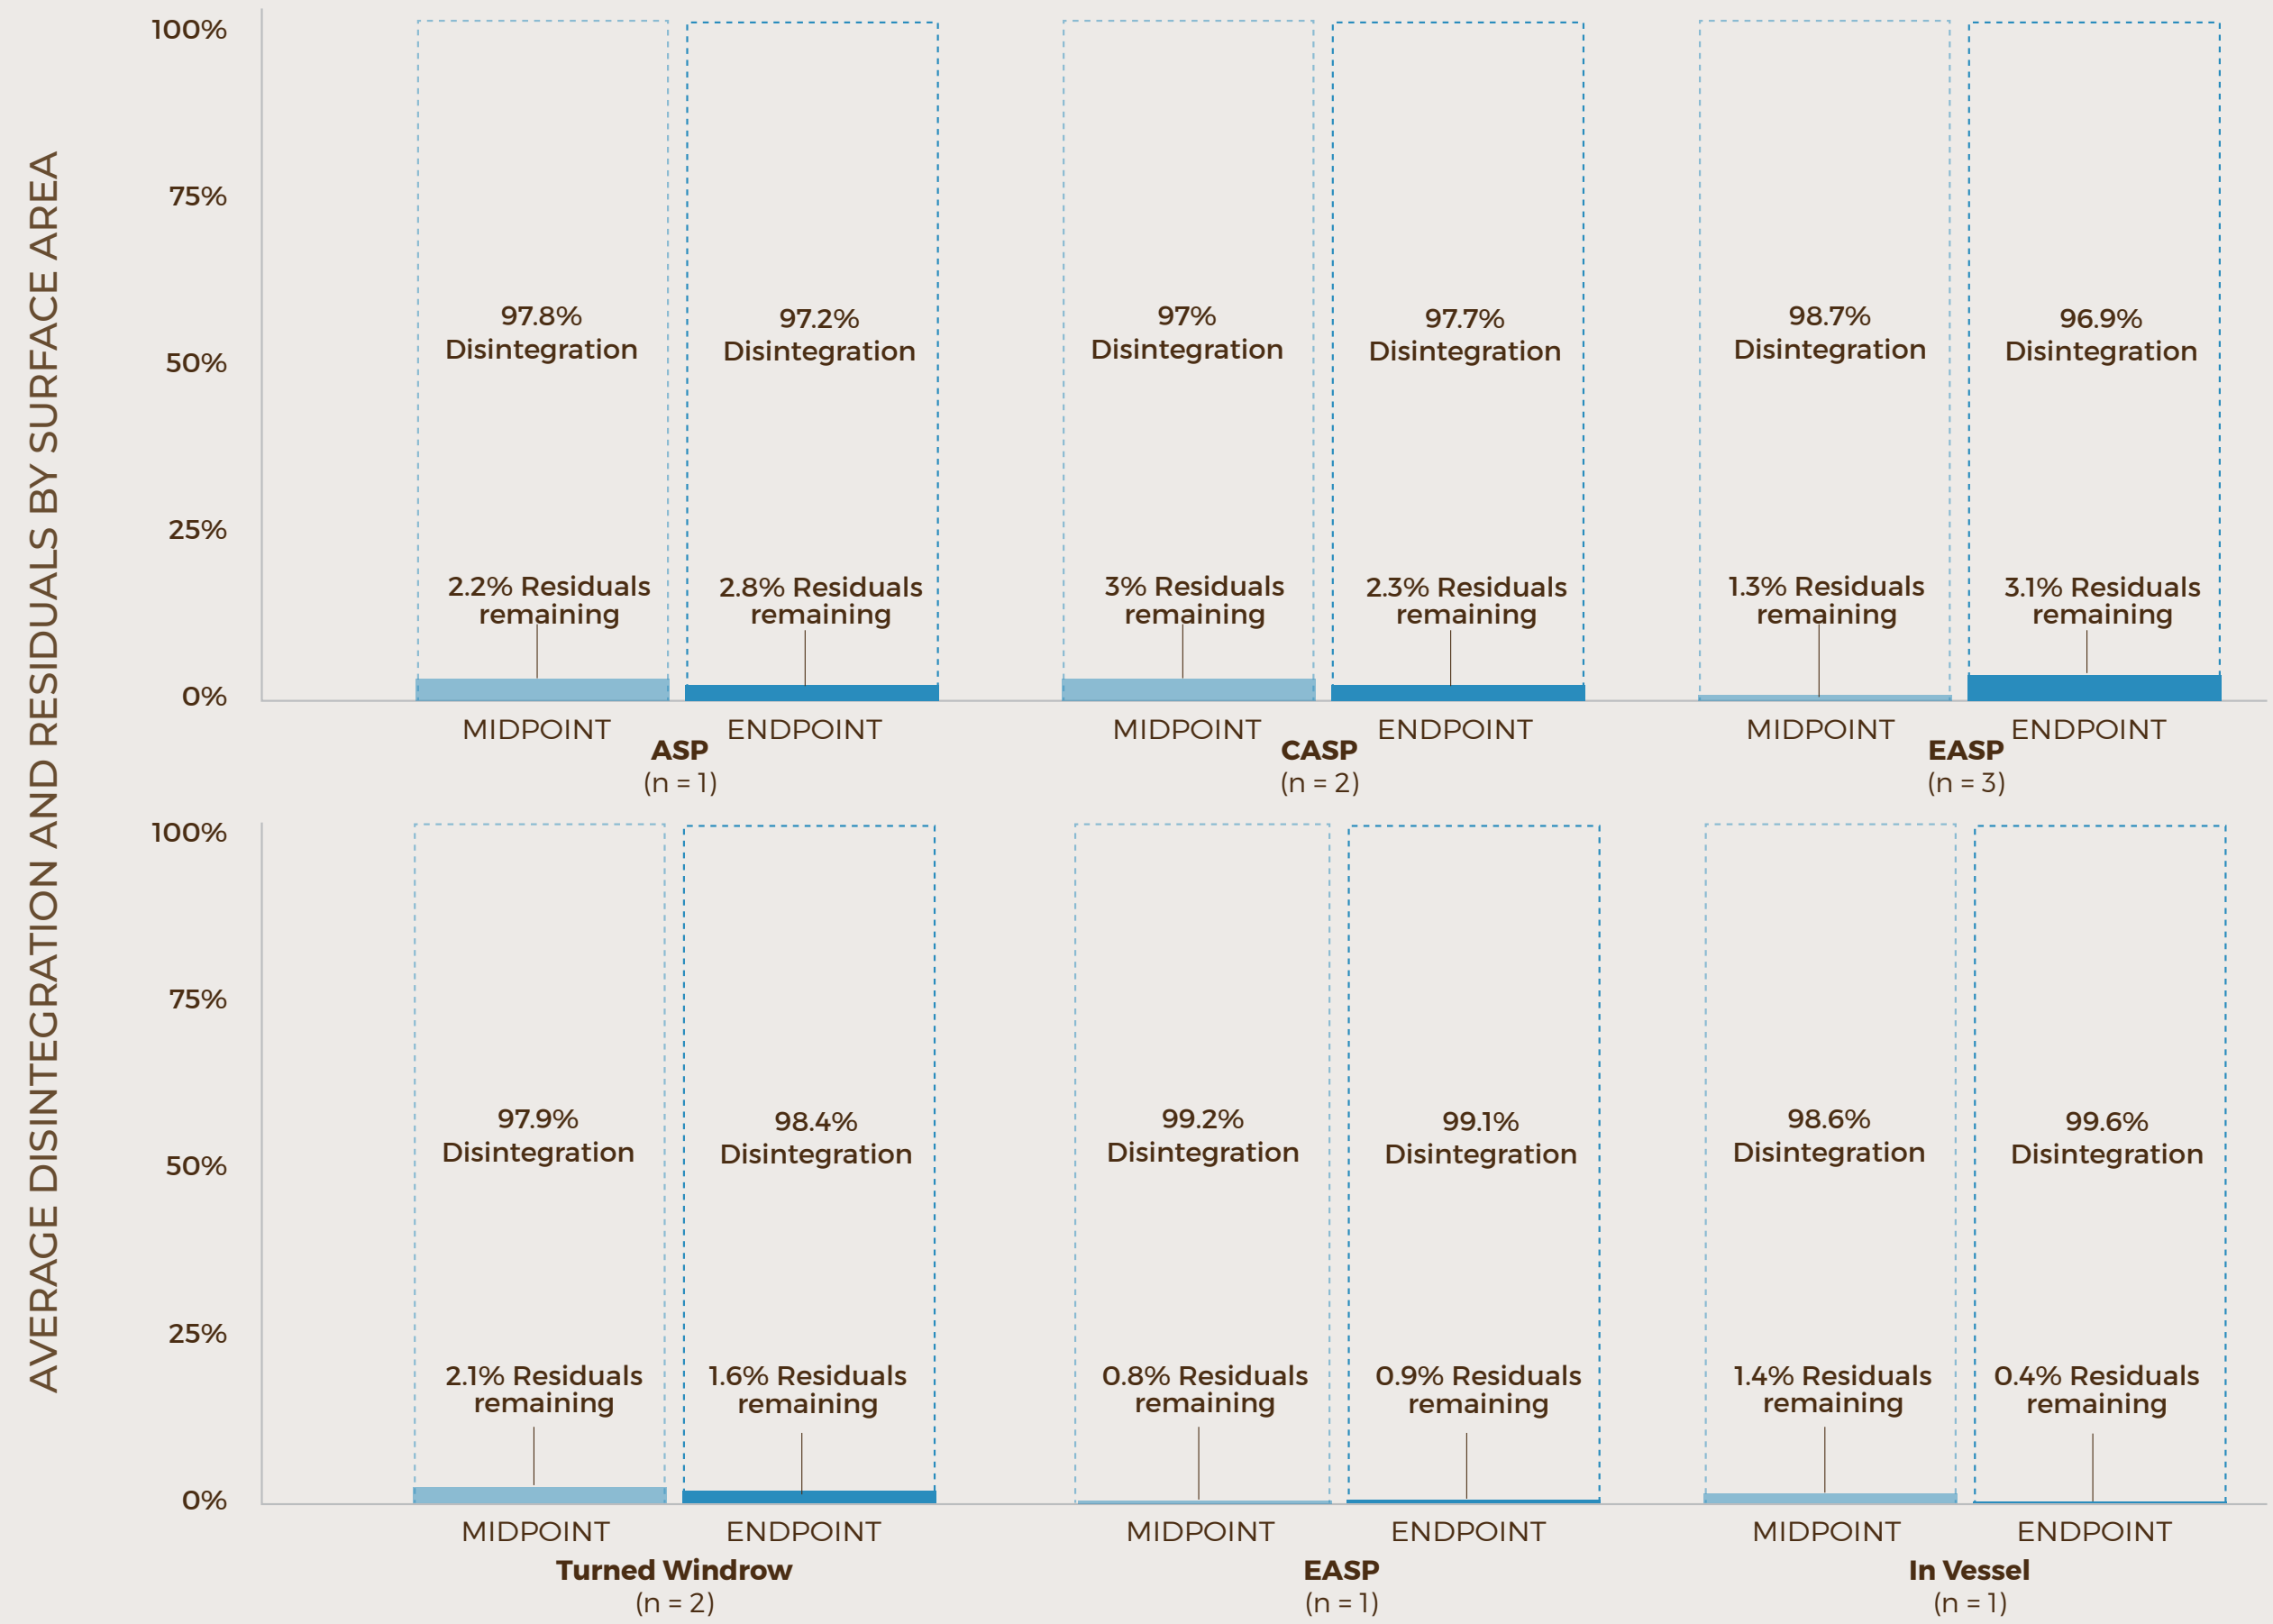 AVERAGE DISINTEGRATION AND RESIDUALS BY SURFACE AREA
100%
75%
50%
25%
0%
97.8%
Disintegration
2.2% Residuals
remaining
MIDPOINT
97.2%
Disintegration
2.8% Residuals
remaining
ENDPOINT
ASP
(n = 1)
97%
Disintegration
3% Residuals
remaining
MIDPOINT
97.7%
Disintegration
2.3% Residuals
remaining
ENDPOINT
CASP
(n = 2)
98.7%
Disintegration
1.3% Residuals
remaining
MIDPOINT
96.9%
Disintegration
3.1% Residuals
remaining
ENDPOINT
EASP
(n = 3)
100%
75%
50%
25%
0%
97.9%
Disintegration
2.1% Residuals
remaining
MIDPOINT
98.4%
Disintegration
1.6% Residuals
remaining
ENDPOINT
Turned Windrow
(n = 2)
99.2%
Disintegration
0.8% Residuals
remaining
MIDPOINT
99.1%
Disintegration
0.9% Residuals
remaining
ENDPOINT
EASP
(n = 1)
98.6%
Disintegration
1.4% Residuals
remaining
MIDPOINT
99.6%
Disintegration
0.4% Residuals
remaining
ENDPOINT
In Vessel
(n = 1)